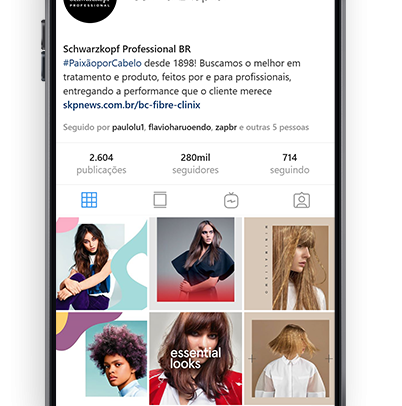 PROFESSIONAL
Schwarzkopf Professional BR
#PaixãoporCabelo desde 1898! Buscamos o melhor em
tratamento e produto, feitos por e para profissionais,
entregando a performance que o cliente merece
skpnews.com.br/bc-fibre-clinix
Seguido por paulolu1, flavioharuoendo, zapbr e outras 5 pessoas
2.604 280mil 714
publicações seguidores seguindo
essential
looks